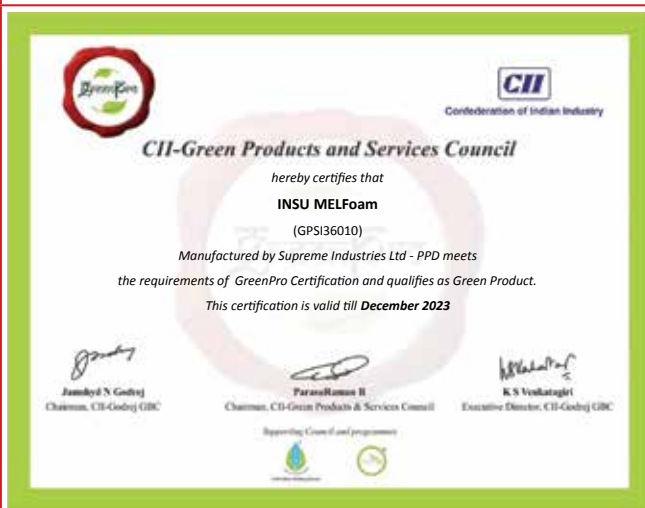 GreenPro
CII
Confederation of Indian Industry
CII-Green Products and Services Council
hereby certifies that
INSU MELFoam
(GPSI36010)
Manufactured by Supreme Industries Ltd - PPD meets
the requirements of GreenPro Certification and qualifies as Green Product.
This certification is valid till December 2023
Jamshyd N Godrej
Chairman, CII-Godrej GBC
ParasuRaman R
Chairman, CII-Green Products & Services Council
K S Venkatagiri
Executive Director, CII-Godrej GBC
Supporting Council and programmes